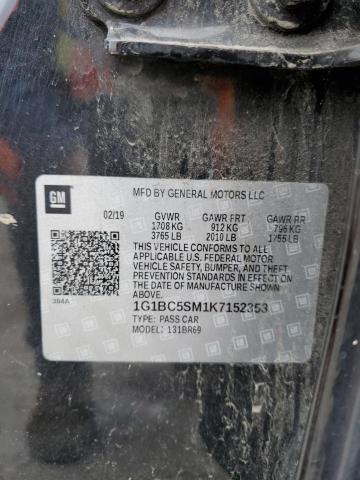 GM
MFD BY GENERAL MOTORS LLC
02/19 GVWR GAWR FRT GAWR RR
1708 KG 912 KG 796 KG
3765 LB 2010 LB 1755 LB
THIS VEHICLE CONFORMS TO ALL
APPLICABLE U.S. FEDERAL MOTOR
VEHICLE SAFETY, BUMPER, AND THEFT
PREVENTION STANDARDS IN EFFECT
ON THE DATE OF MANUFACTURE
SHOWN ABOVE.
384A
1G1BC5SM1K7152353
TYPE: PASS CAR
MODEL: 131BR69